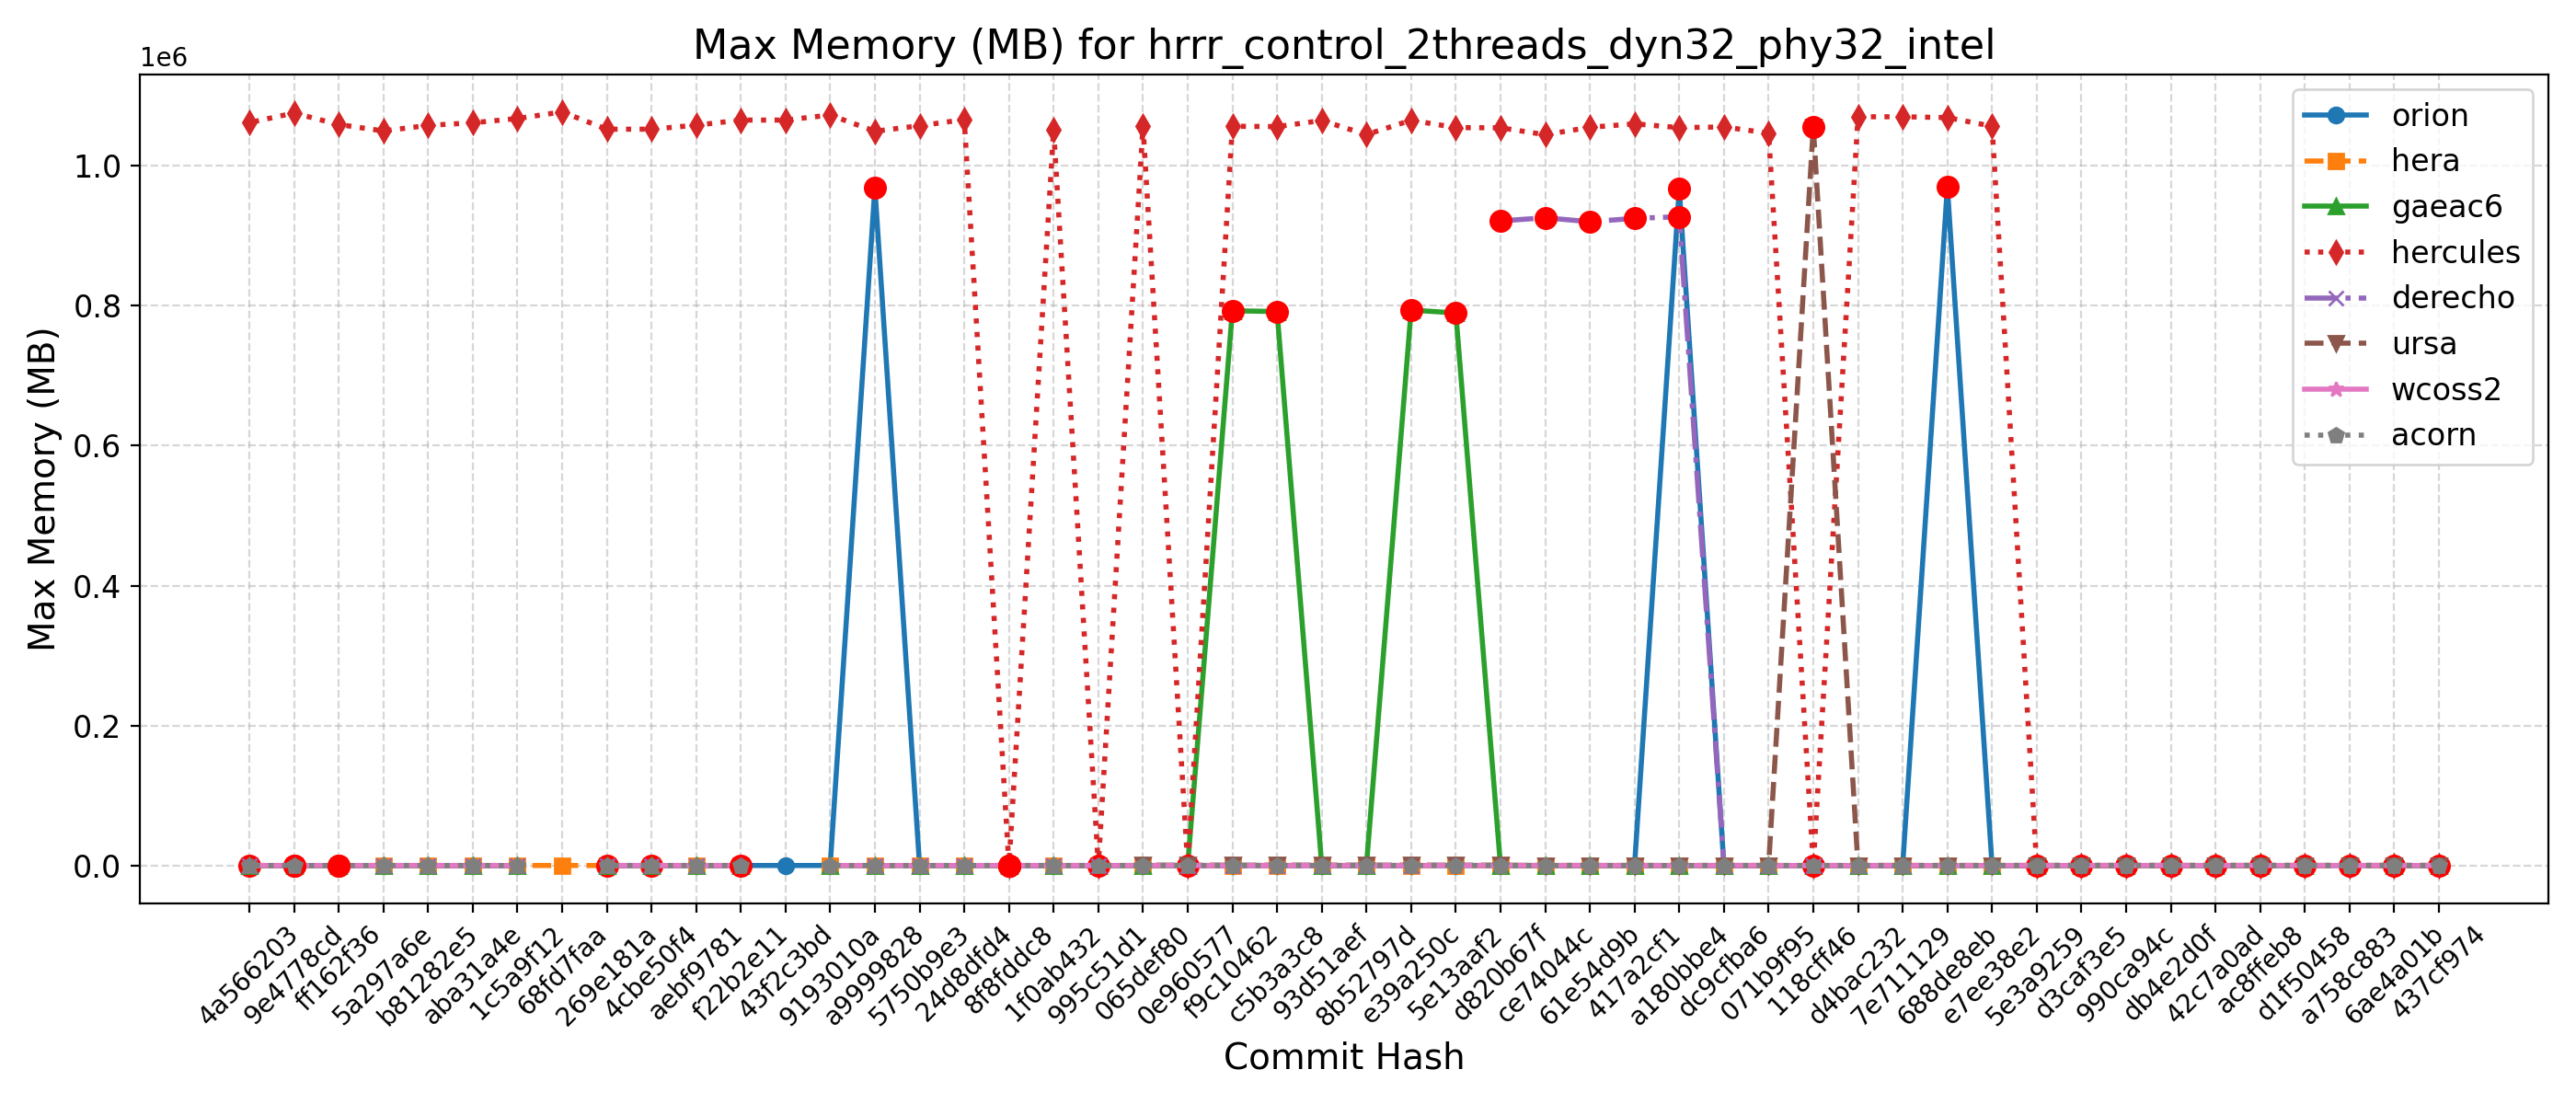 Max Memory (MB) for hrrr_control_2threads_dyn32_phy32_intel
1e6
Max Memory (MB)
1.0
0.8
0.6
0.4
0.2
0.0
orion
hera
gaeac6
hercules
derecho
ursa
wcoss2
acorn
4a566203
9e4778cd
ff162f36
5a297a6e
b81282e5
aba31a4e
1c5a9f12
68fd7faa
269e181a
4cbe50f4
aebf9781
f22b2e11
43f2c3bd
9193010a
a9999828
5750b9e3
24d8dfd4
8f8fddc8
1f0ab432
995c51d1
065def80
0e960577
f9c10462
c5b3a3c8
93d51aef
8b52797d
e39a250c
5e13aaf2
d820b67f
ce74044c
61e54d9b
417a2cf1
a180bbe4
dc9cfba6
071b9f95
118cff46
d4bac232
7e711129
688de8eb
e7ee38e2
5e3a9259
d3caf3e5
990ca94c
db4e2d0f
42c7a0ad
ac8ffeb8
d1f50458
a758c883
6ae4a01b
437cf974
Commit Hash